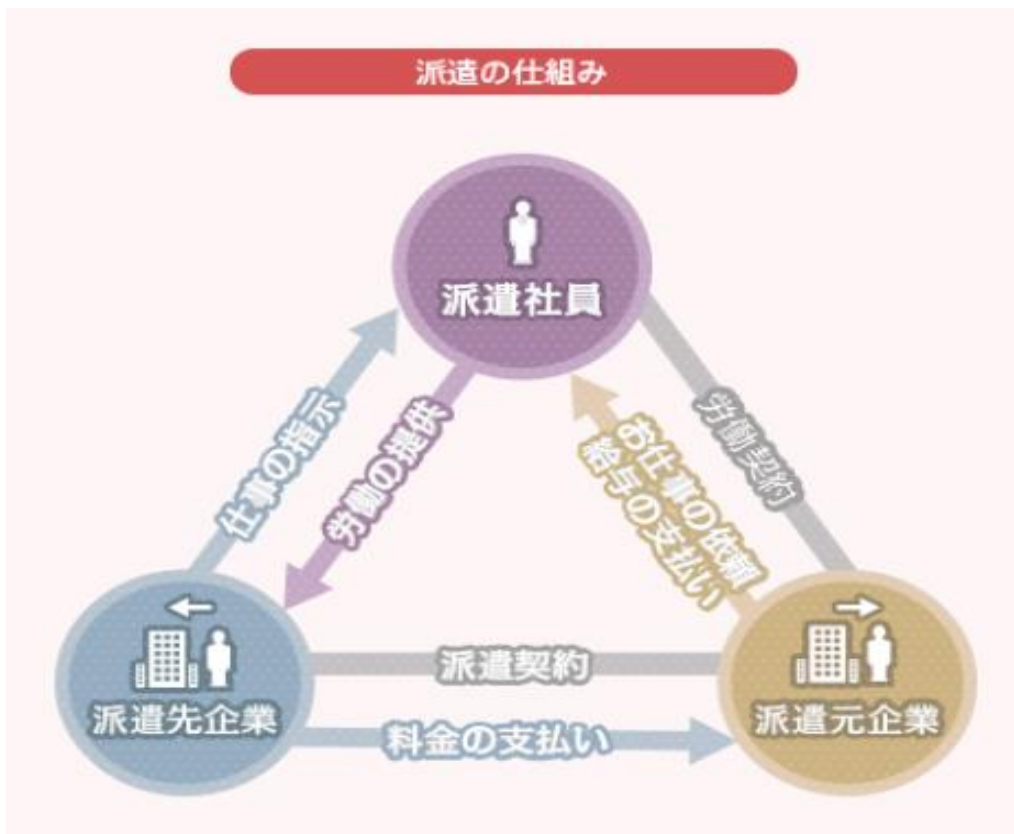 派遣の仕組み
派遣社員
仕事の指示
労働の提供
お仕事の依頼
給与の支払い
労働契約
派遣先企業
派遣契約
料金の支払い
派遣元企業